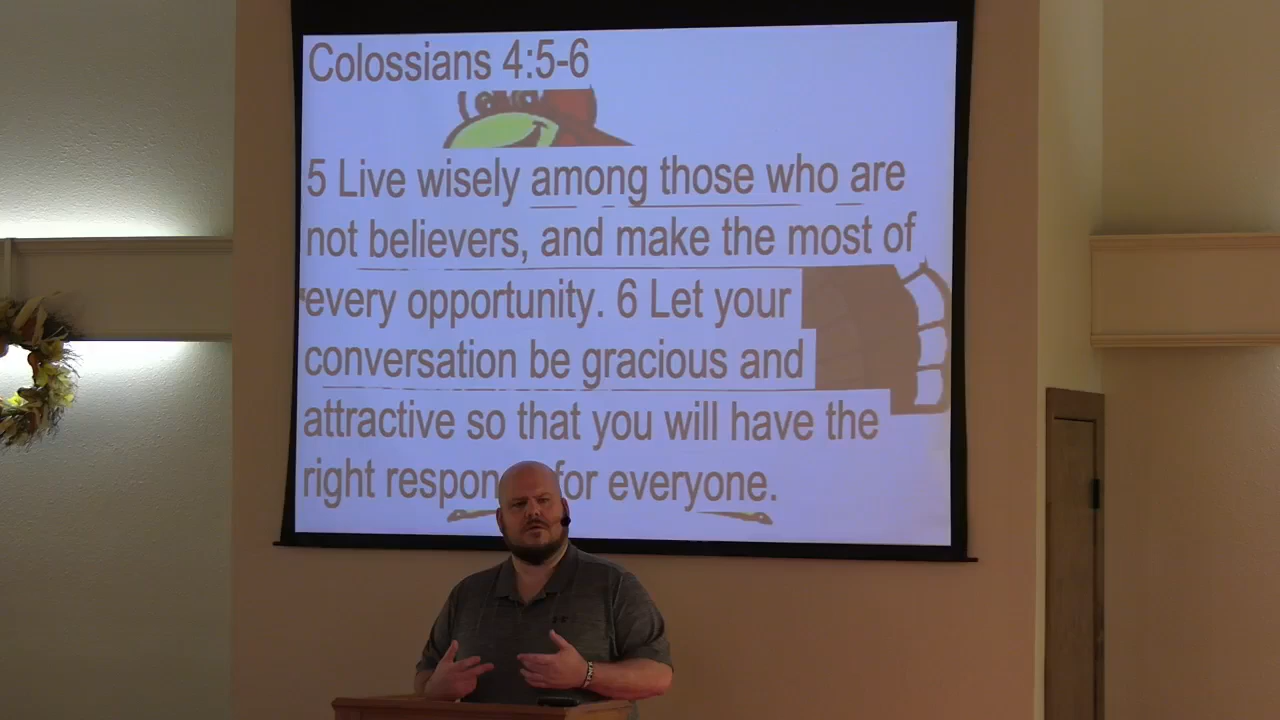 Colossians 4:5-6
5 Live wisely among those who are
not believers, and make the most of
every opportunity. 6 Let your
conversation be gracious and
attractive so that you will have the
right respon for everyone.